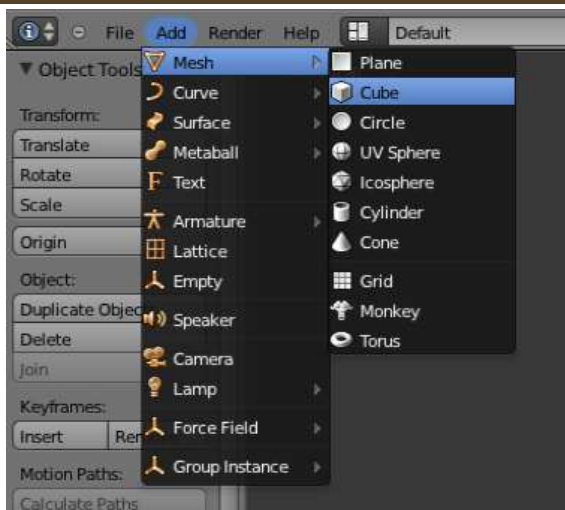 File Add Render Help Default
Object Tools
Transform:
Translate
Rotate
Scale
Origin
Object:
Duplicate Objec
Delete
Join
Keyframes:
Insert
Motion Paths:
Calculate Paths
Mesh
Curve
Surface
Metaball
Text
Armature
Lattice
Empty
Speaker
Camera
Lamp
Force Field
Group Instance
Plane
Cube
Circle
UV Sphere
Icosphere
Cylinder
Cone
Grid
Monkey
Torus